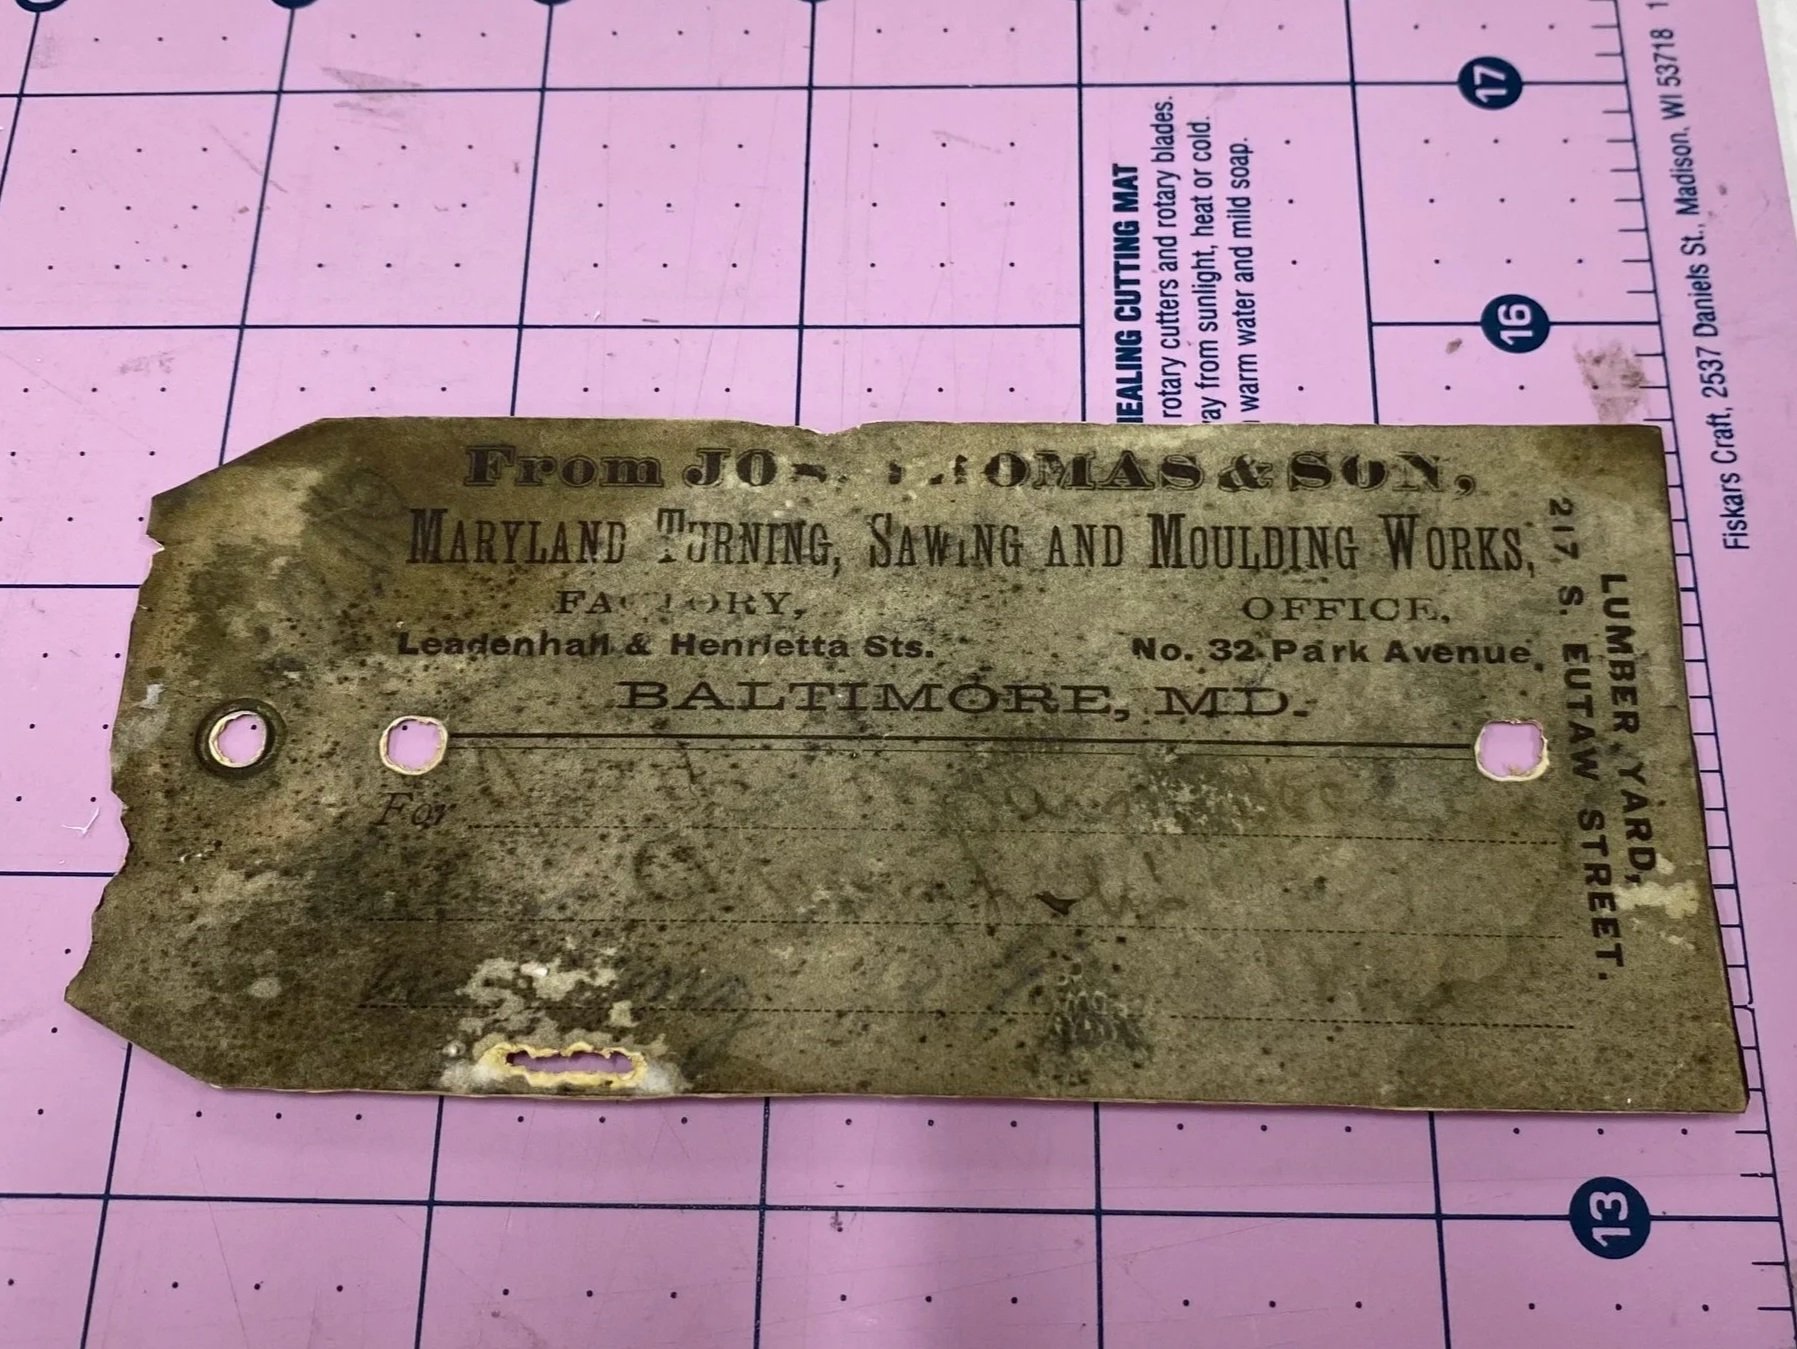 From JOS. THOMAS & SON,
MARYLAND TURNING, SAWING AND MOULDING WORKS,
FACTORY,
Leadenhall & Henrietta Sts.
OFFICE,
No. 32 Park Avenue,
BALTIMORE, MD.
For
LUMBER YARD,
217 S. EUTAW STREET.
HEALING CUTTING MAT
rotary cutters and rotary blades.
ay from sunlight, heat or cold.
warm water and mild soap.
17
16
13
Fiskars Craft, 2537 Daniels St., Madison, WI 53718